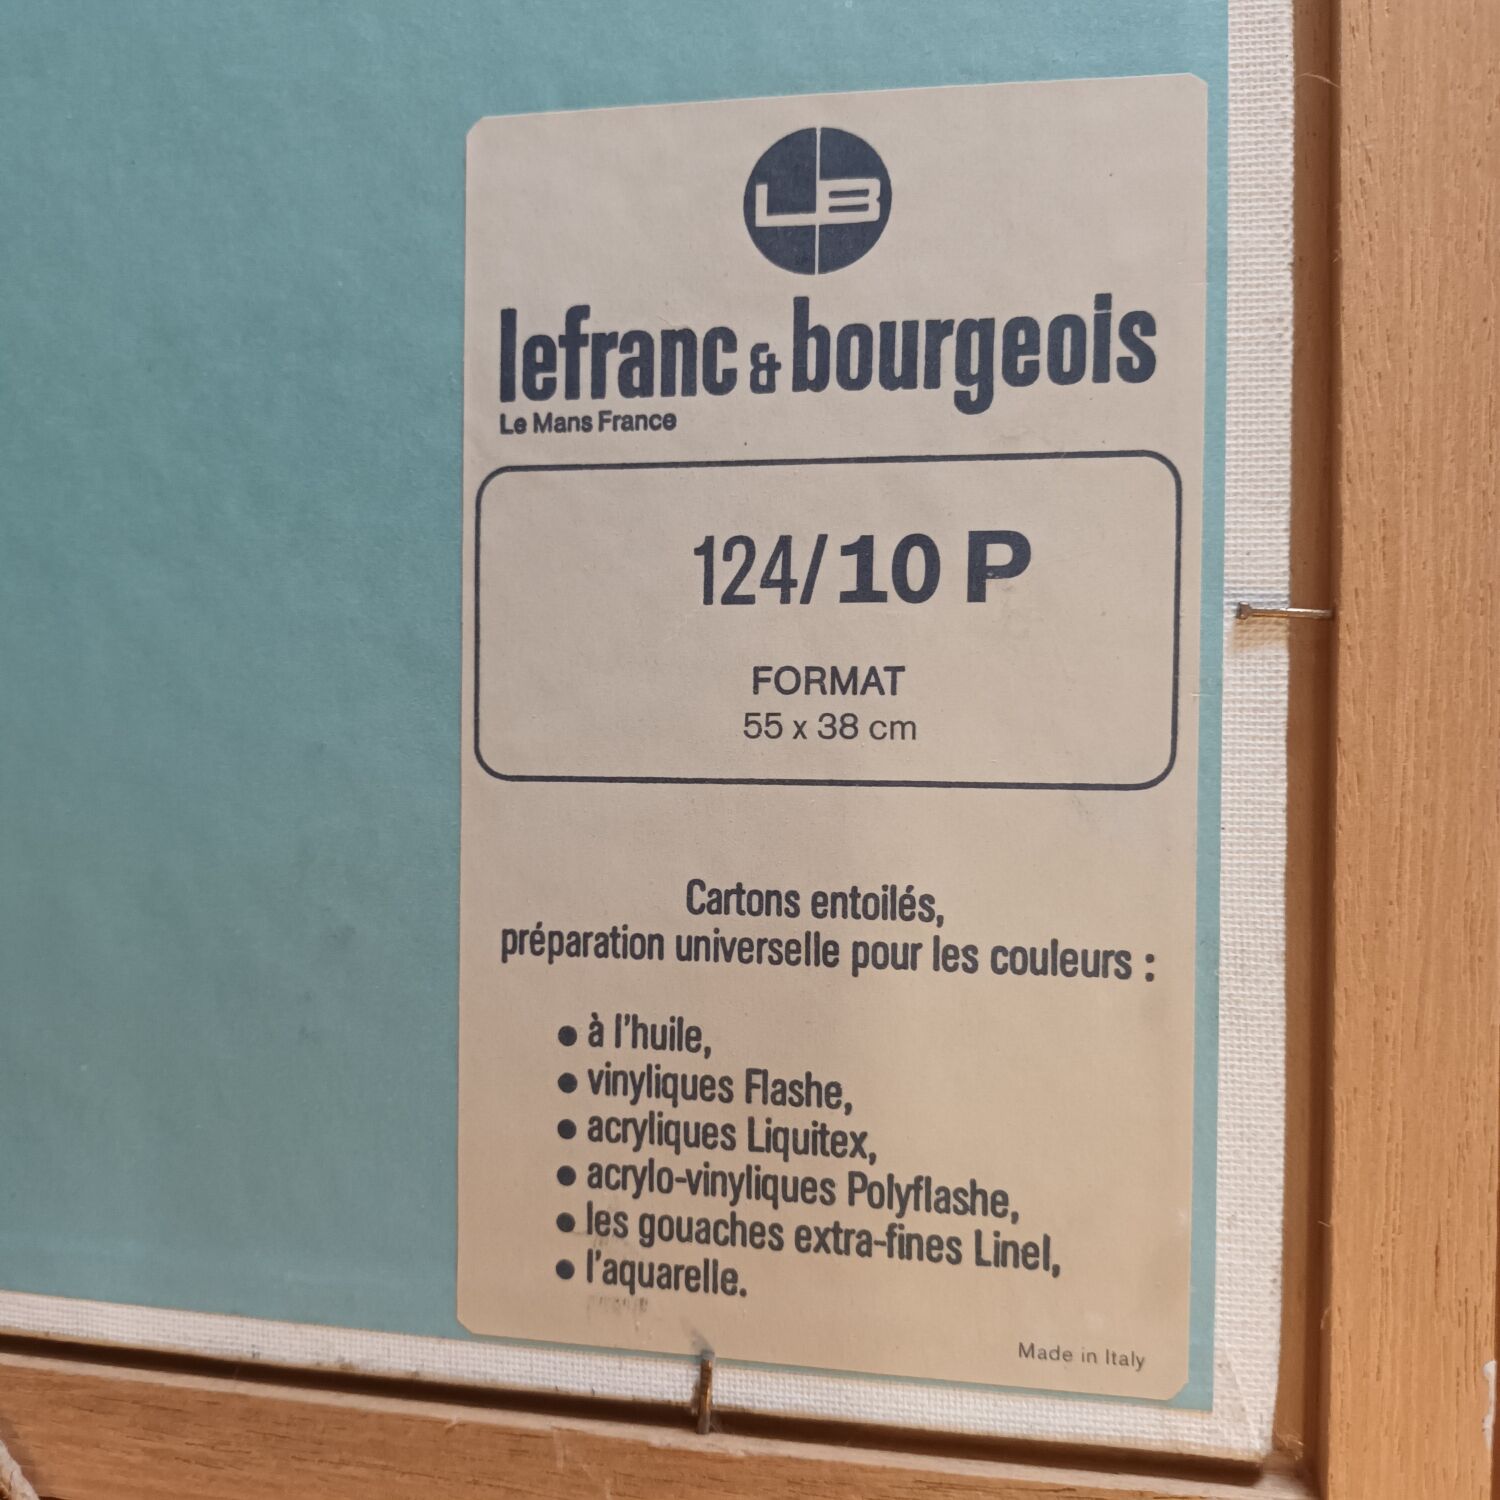 LB
lefranc & bourgeois
Le Mans France
124/10 P
FORMAT
55 x 38 cm
Cartons entoilés,
préparation universelle pour les couleurs :
• à l'huile,
• vinyliques Flashe,
• acryliques Liquitex,
• acrylo-vinyliques Polyflashe,
• les gouaches extra-fines Linel,
• l'aquarelle.
Made in Italy